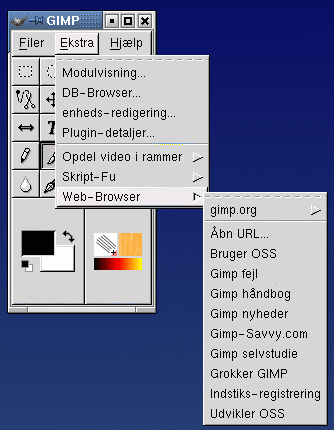 GIMP
Filer Ekstra Hjælp
Modulvisning...
DB-Browser...
enheds-redigering...
Plugin-detaljer...
Opdel video i rammer
Skript-Fu
Web-Browser
gimp.org
Åbn URL...
Bruger OSS
Gimp fejl
Gimp håndbog
Gimp nyheder
Gimp-Savvy.com
Gimp selvstudie
Grokker GIMP
Indstiks-registrering
Udvikler OSS